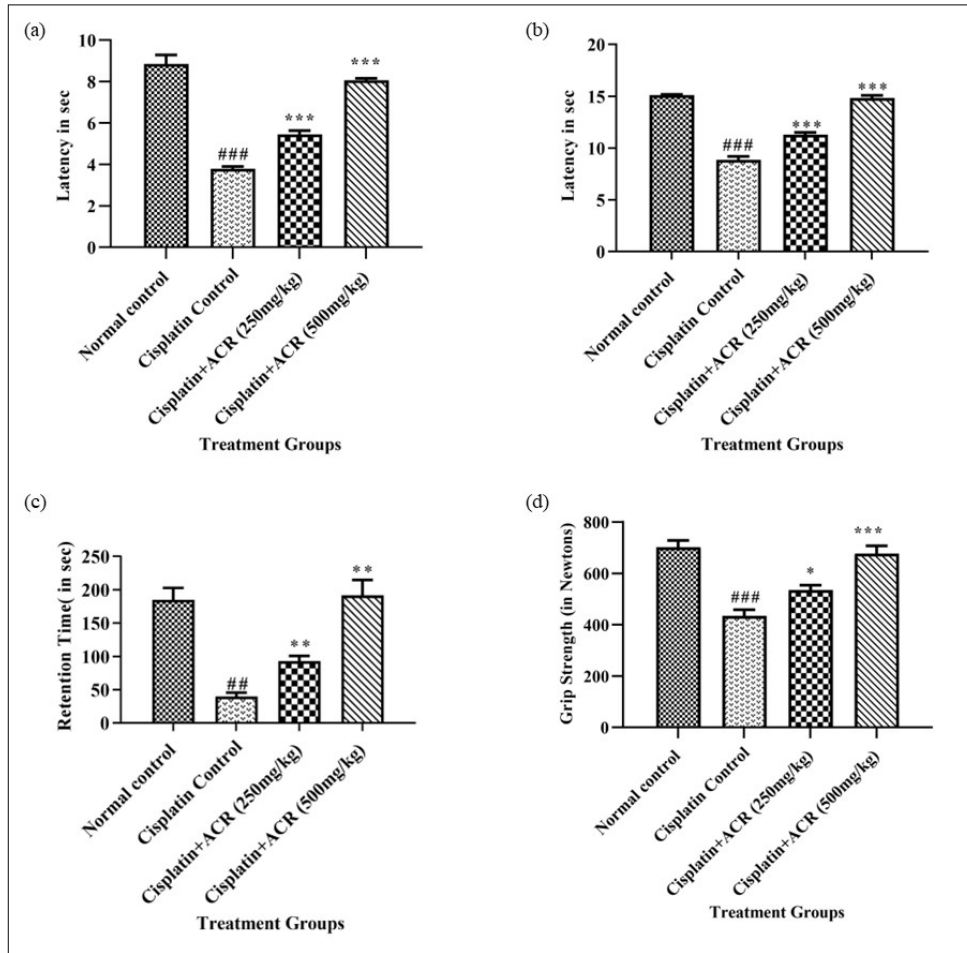 (a)
10
8
6
4
2
0
Latency in sec
###
***
***
Normal control
Cisplatin Control
Cisplatin+ACR (250mg/kg)
Cisplatin+ACR (500mg/kg)
Treatment Groups
(b)
20
15
10
5
0
Latency in sec
###
***
***
Normal control
Cisplatin Control
Cisplatin+ACR (250mg/kg)
Cisplatin+ACR (500mg/kg)
Treatment Groups
(c)
250
200
150
100
50
0
Retention Time( in sec)
##
**
**
Normal control
Cisplatin Control
Cisplatin+ACR (250mg/kg)
Cisplatin+ACR (500mg/kg)
Treatment Groups
(d)
800
600
400
200
0
Grip Strength (in Newtons)
###
*
***
Normal control
Cisplatin Control
Cisplatin+ACR (250mg/kg)
Cisplatin+ACR (500mg/kg)
Treatment Groups